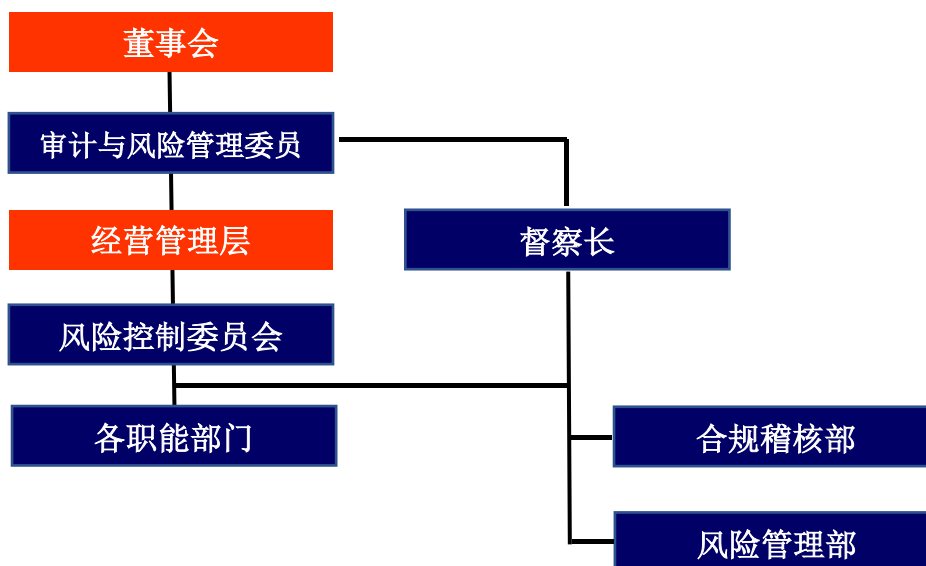 董事会
审计与风险管理委员
经营管理层
督察长
风险控制委员会
各职能部门
合规稽核部
风险管理部